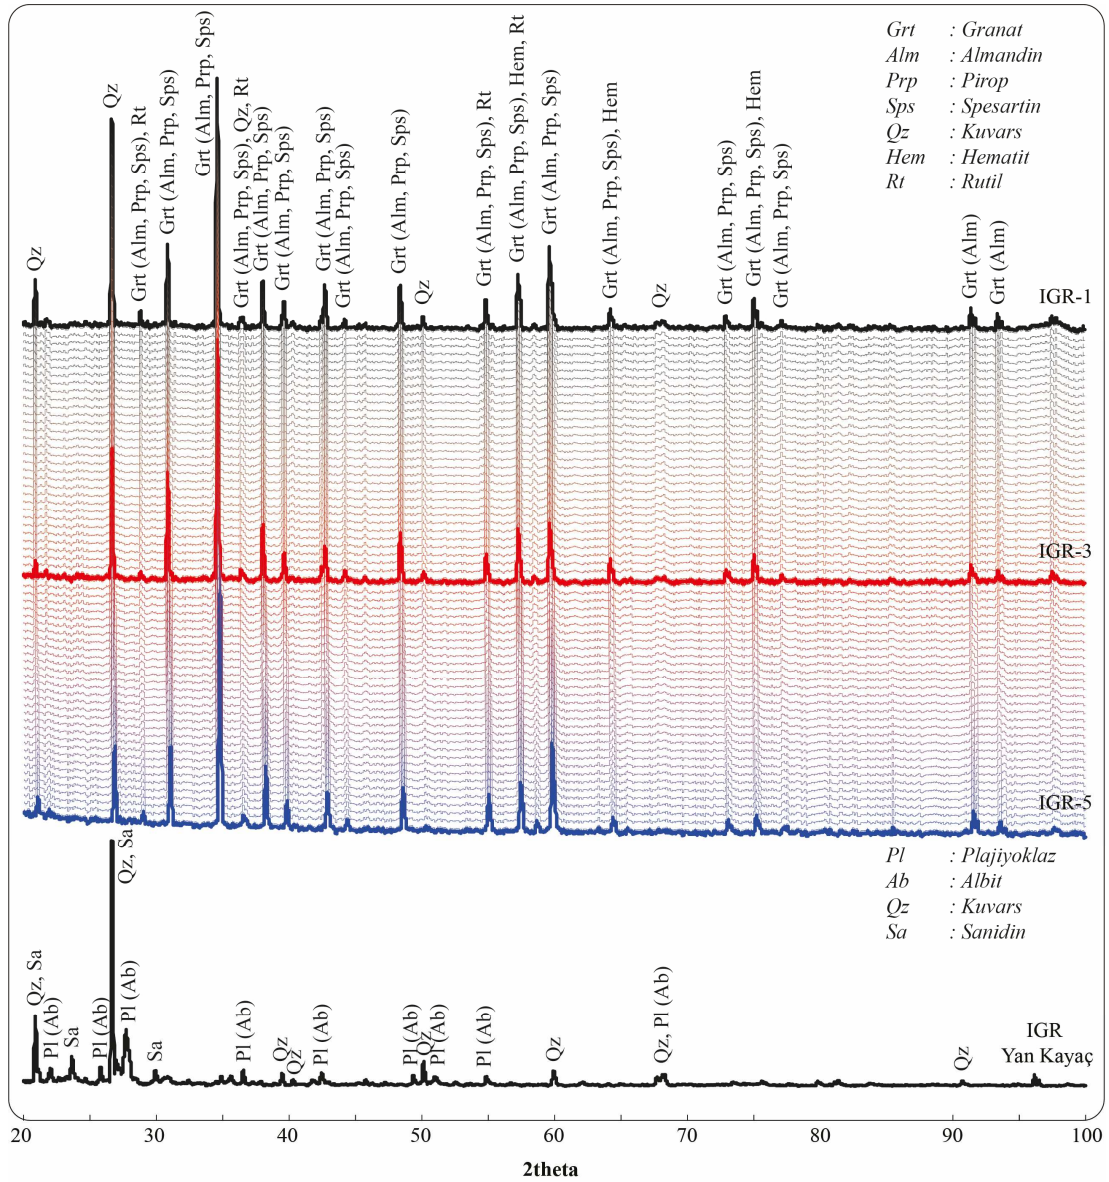 Grt : Granat
Alm : Almandin
Prp : Pirop
Sps : Spesartin
Qz : Kuvars
Hem : Hematit
Rt : Rutil
Qz
Qz
Grt (Alm, Prp, Sps), Rt
Grt (Alm, Prp, Sps)
Grt (Alm, Prp, Sps)
Grt (Alm, Prp, Sps), Qz, Rt
Grt (Alm, Prp, Sps)
Grt (Alm, Prp, Sps)
Grt (Alm, Prp, Sps)
Grt (Alm, Prp, Sps)
Grt (Alm, Prp, Sps)
Qz
Grt (Alm, Prp, Sps), Rt
Grt (Alm, Prp, Sps), Hem, Rt
Grt (Alm, Prp, Sps)
Grt (Alm, Prp, Sps), Hem
Qz
Grt (Alm, Prp, Sps)
Grt (Alm, Prp, Sps), Hem
Grt (Alm, Prp, Sps)
Grt (Alm)
Grt (Alm)
IGR-1
IGR-3
IGR-5
Pl : Plajiyoklaz
Ab : Albit
Qz : Kuvars
Sa : Sanidin
Qz, Sa
Pl (Ab)
Sa
Pl (Ab)
Qz, Sa
Pl (Ab)
Sa
Pl (Ab)
Qz
Qz
Pl (Ab)
Pl (Ab)
Qz
Pl (Ab)
Pl (Ab)
Qz
Qz, Pl (Ab)
Qz
IGR
Yan Kayaç
20 30 40 50 60 70 80 90 100
2theta